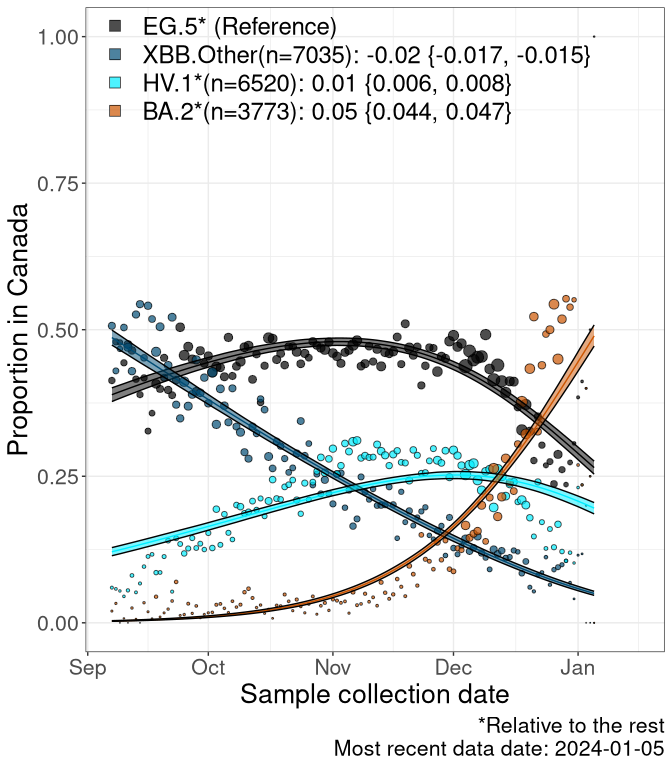 EG.5* (Reference)
XBB.Other(n=7035): -0.02 {-0.017, -0.015}
HV.1*(n=6520): 0.01 {0.006, 0.008}
BA.2*(n=3773): 0.05 {0.044, 0.047}
1.00
0.75
0.50
0.25
0.00
Proportion in Canada
Sep Oct Nov Dec Jan
Sample collection date
*Relative to the rest
Most recent data date: 2024-01-05